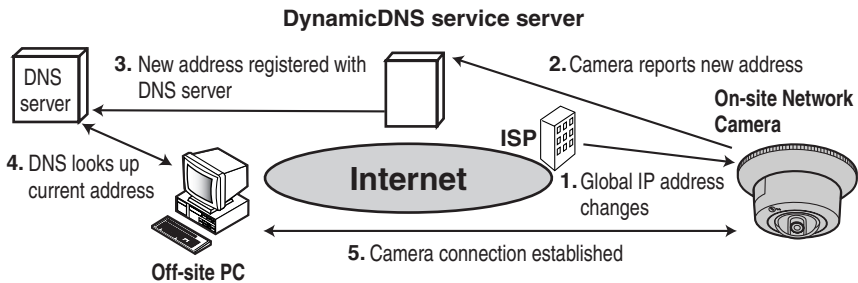 DynamicDNS service server
DNS
server
3. New address registered with
DNS server
2. Camera reports new address
On-site Network
Camera
ISP
4. DNS looks up
current address
Internet
1. Global IP address
changes
5. Camera connection established
Off-site PC